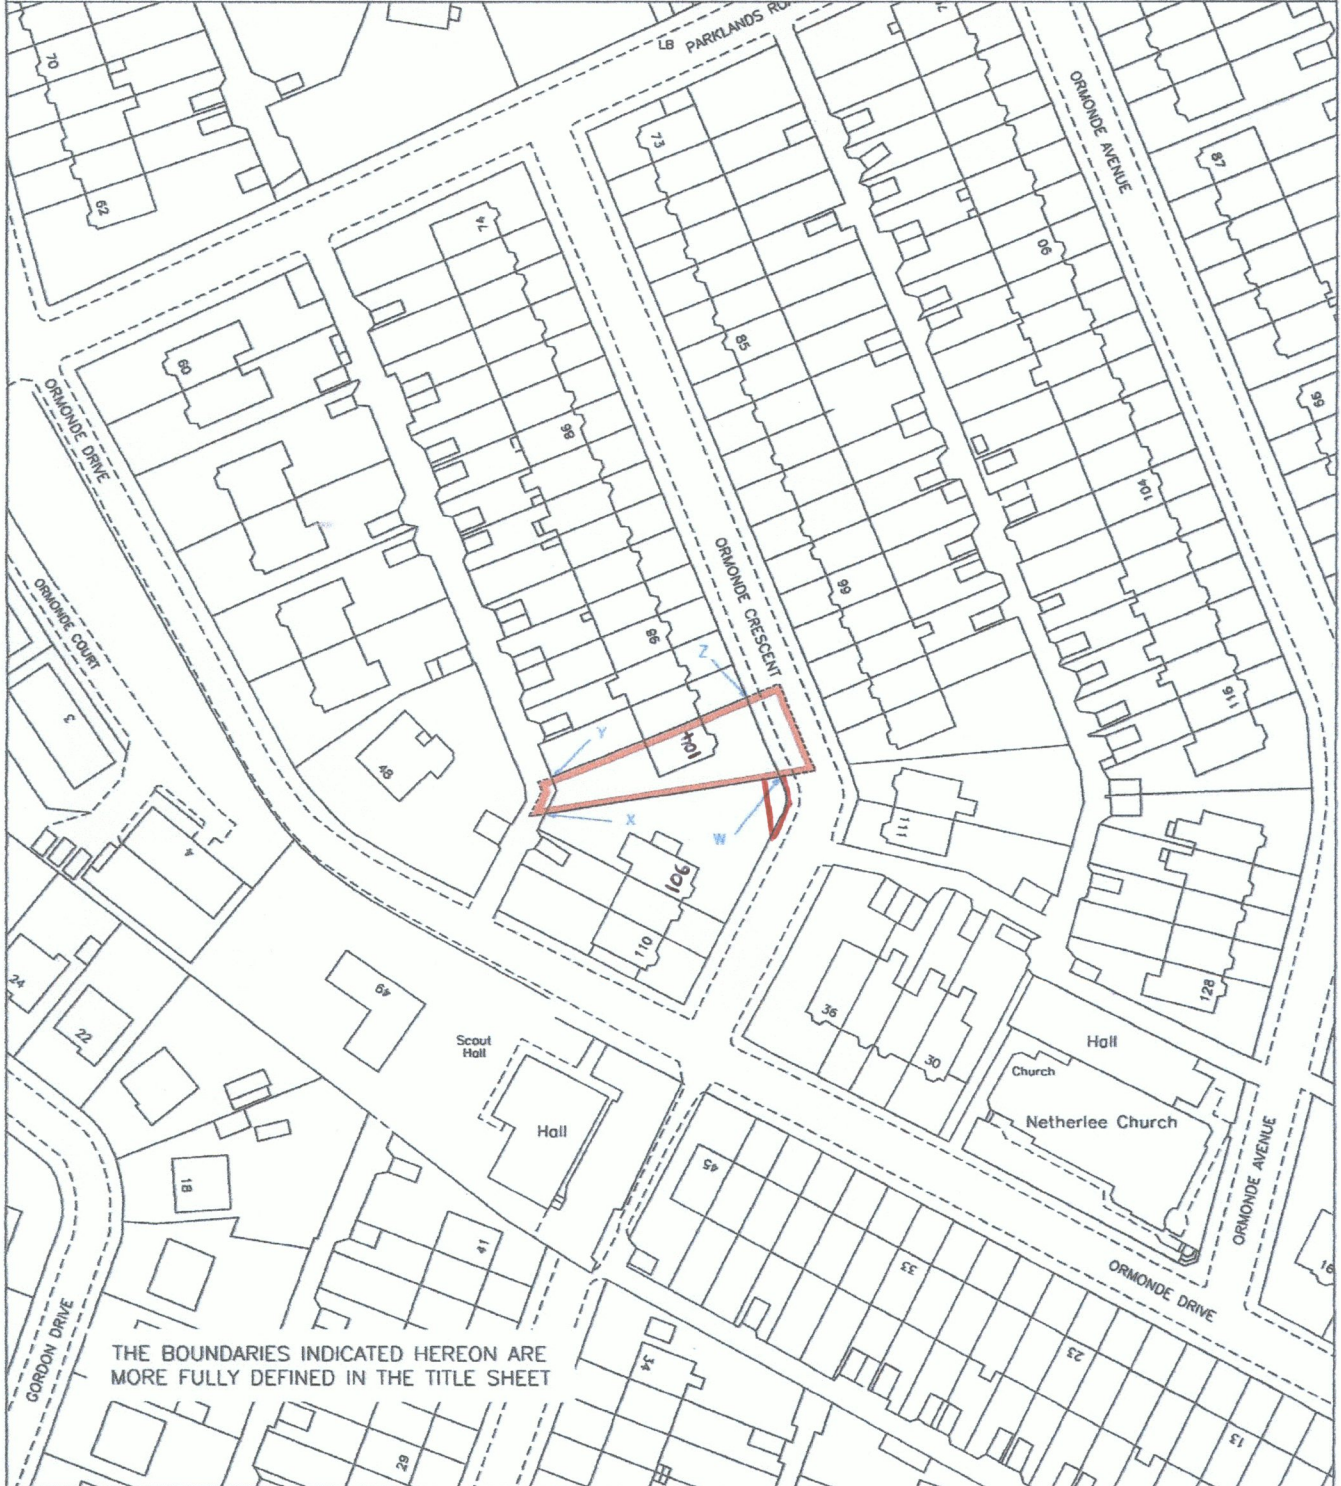 LB
PARKLANDS
70
62
74
73
ORMONDE AVENUE
87
60
90
85
86
99
ORMONDE DRIVE
104
ORMONDE CRESCENT
99
ORMONDE COURT
98
Z
116
3
Y
104
48
X
W
111
4
106
110
24
49
128
22
36
30
Scout
Hall
Hall
Church
Netherlee Church
Hall
45
18
41
33
ORMONDE AVENUE
16
ORMONDE DRIVE
GORDON DRIVE
THE BOUNDARIES INDICATED HEREON ARE
MORE FULLY DEFINED IN THE TITLE SHEET
34
23
29
13